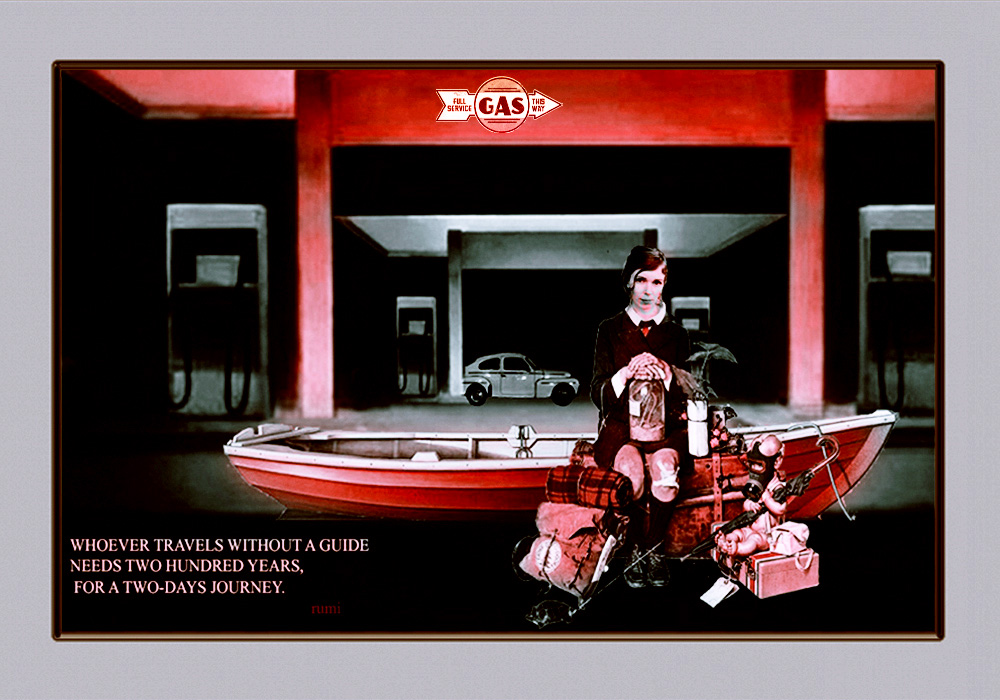 FULL SERVICE GAS THIS WAY
WHOEVER TRAVELS WITHOUT A GUIDE
NEEDS TWO HUNDRED YEARS,
FOR A TWO-DAYS JOURNEY.
rumi